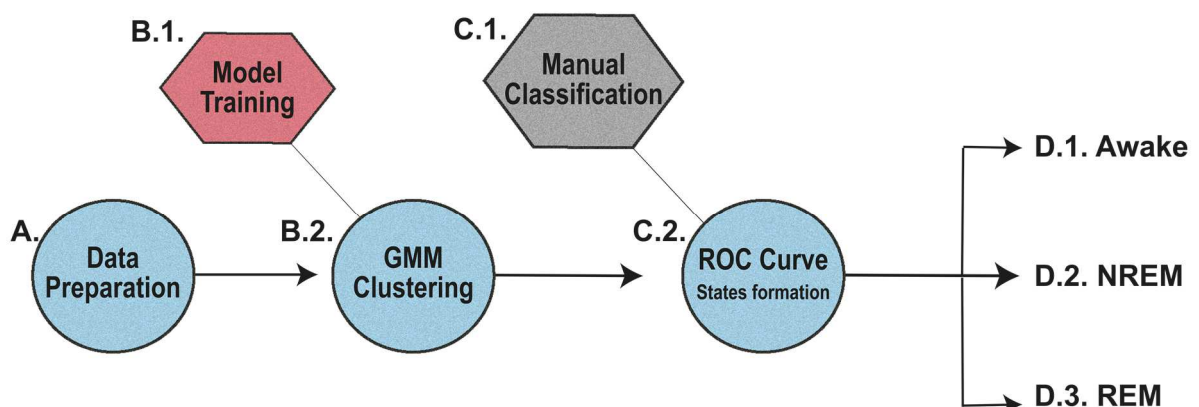 B.1.
Model
Training
C.1.
Manual
Classification
A.
Data
Preparation
B.2.
GMM
Clustering
C.2.
ROC Curve
States formation
D.1. Awake
D.2. NREM
D.3. REM